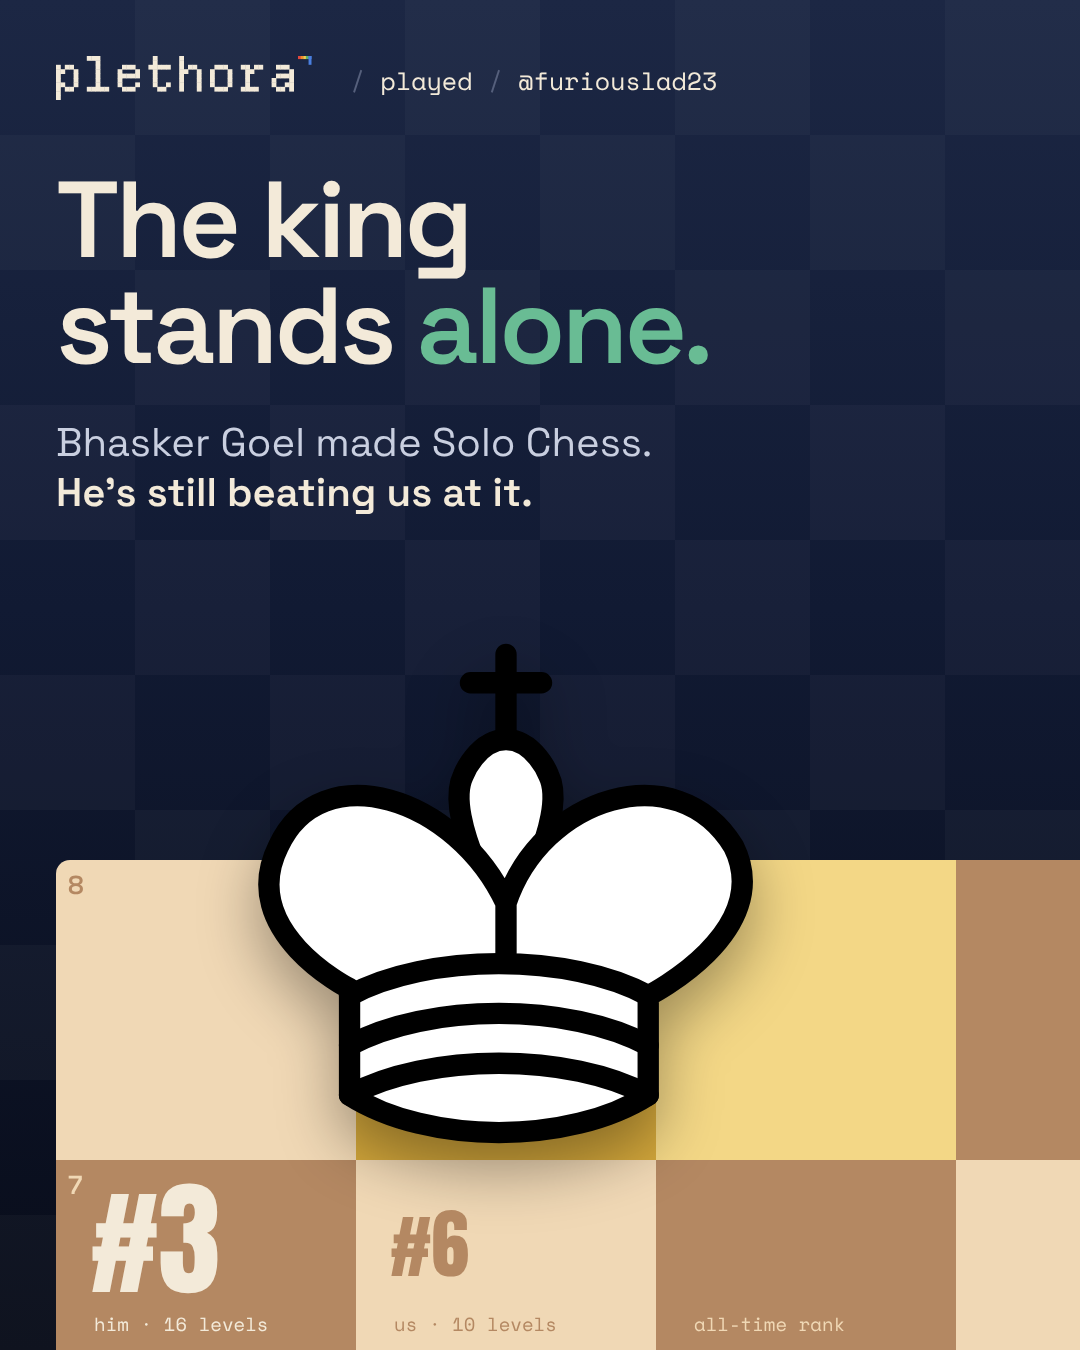 plethora / played / @furiouslad23
The king
stands alone.
Bhasker Goel made Solo Chess.
He’s still beating us at it.
8
7
#3
#6
him · 16 levels
us · 10 levels
all-time rank